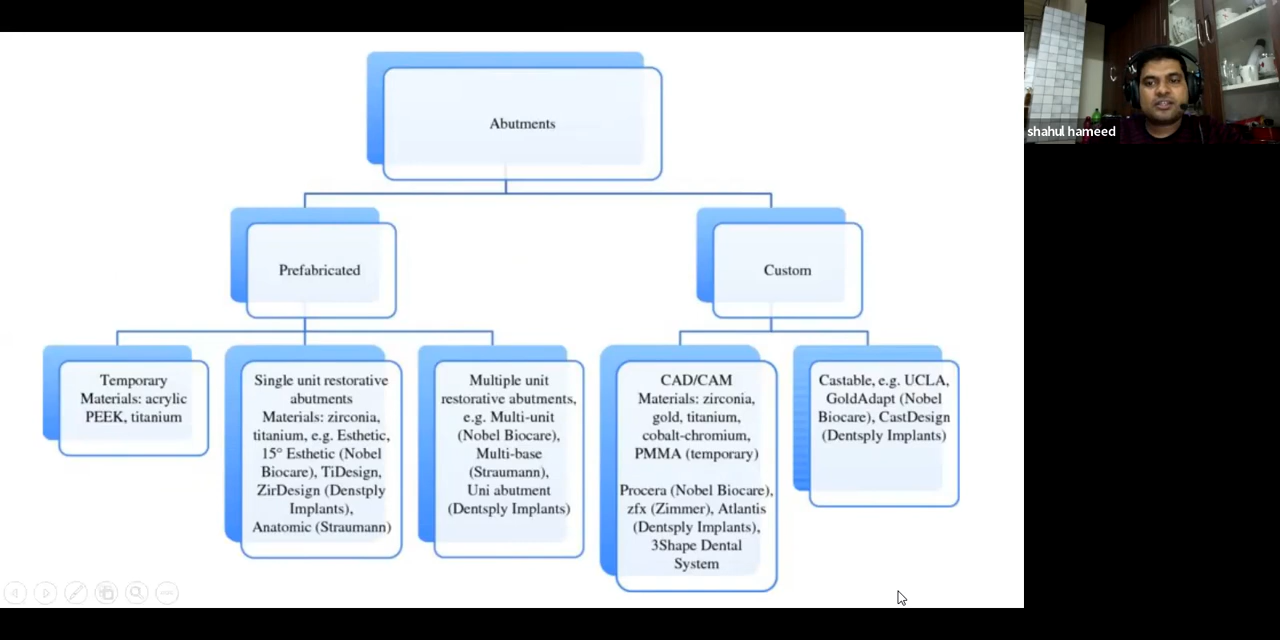 Abutments
Prefabricated
Custom
Temporary
Materials: acrylic
PEEK, titanium
Single unit restorative
abutments
Materials: zirconia,
titanium, e.g. Esthetic,
15° Esthetic (Nobel
Biocare), TiDesign,
ZirDesign (Denstply
Implants),
Anatomic (Straumann)
Multiple unit
restorative abutments,
e.g. Multi-unit
(Nobel Biocare),
Multi-base
(Straumann),
Uni abutment
(Dentsply Implants)
CAD/CAM
Materials: zirconia,
gold, titanium,
cobalt-chromium,
PMMA (temporary)
Procera (Nobel Biocare),
zfx (Zimmer), Atlantis
(Dentsply Implants),
3Shape Dental
System
Castable, e.g. UCLA,
GoldAdapt (Nobel
Biocare), CastDesign
(Dentsply Implants)
shahul hameed